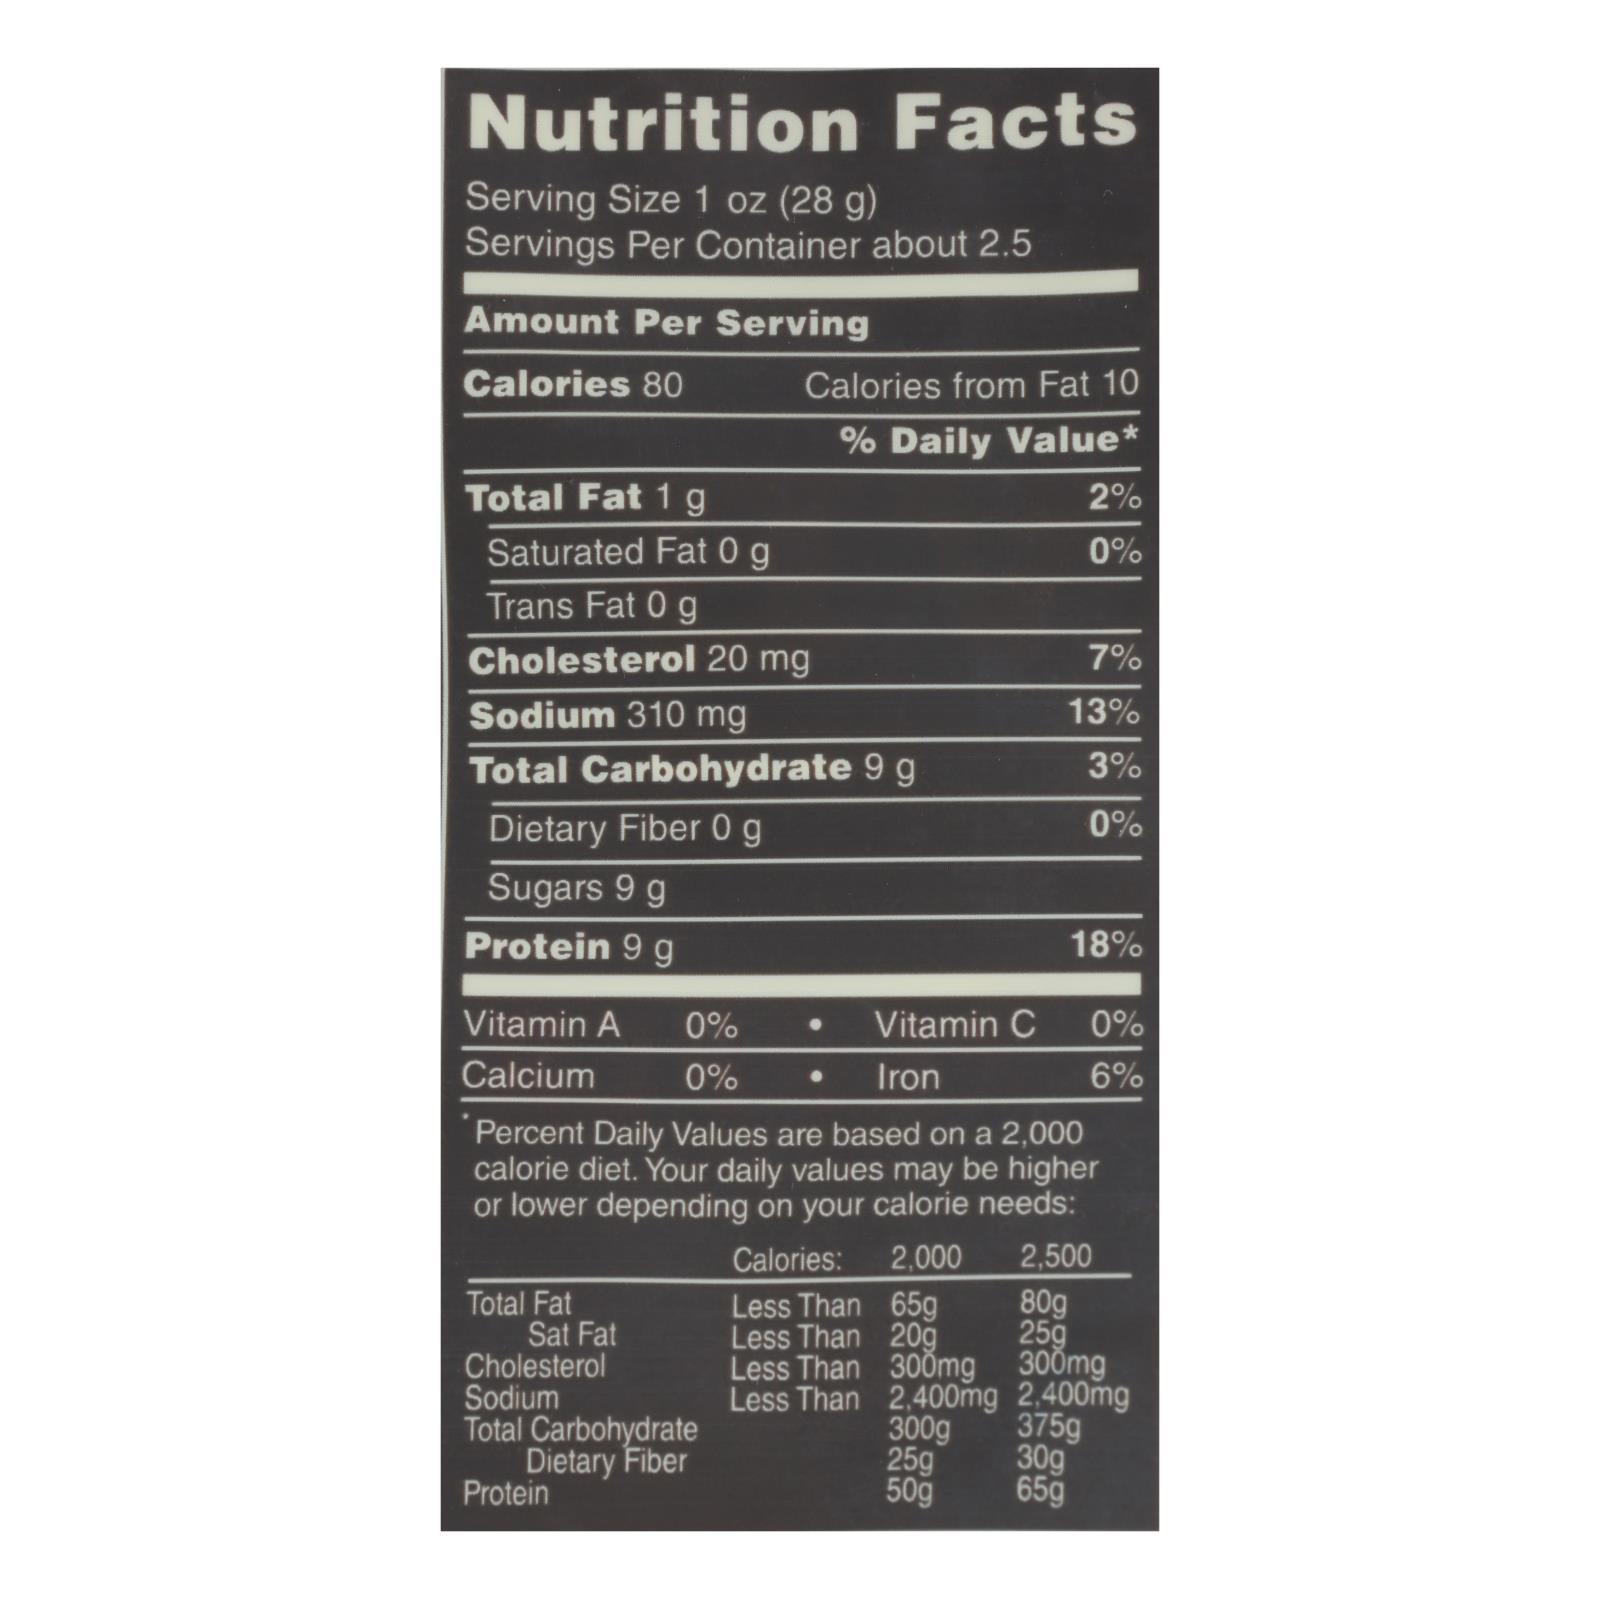 Nutrition Facts
Serving Size 1 oz (28 g)
Servings Per Container about 2.5
Amount Per Serving
Calories 80 Calories from Fat 10
% Daily Value*
Total Fat 1 g 2%
Saturated Fat 0 g 0%
Trans Fat 0 g
Cholesterol 20 mg 7%
Sodium 310 mg 13%
Total Carbohydrate 9 g 3%
Dietary Fiber 0 g 0%
Sugars 9 g
Protein 9 g 18%
Vitamin A 0% • Vitamin C 0%
Calcium 0% • Iron 6%
*Percent Daily Values are based on a 2,000
calorie diet. Your daily values may be higher
or lower depending on your calorie needs:
Calories: 2,000 2,500
Total Fat Less Than 65g 80g
Sat Fat Less Than 20g 25g
Cholesterol Less Than 300mg 300mg
Sodium Less Than 2,400mg 2,400mg
Total Carbohydrate 300g 375g
Dietary Fiber 25g 30g
Protein 50g 65g